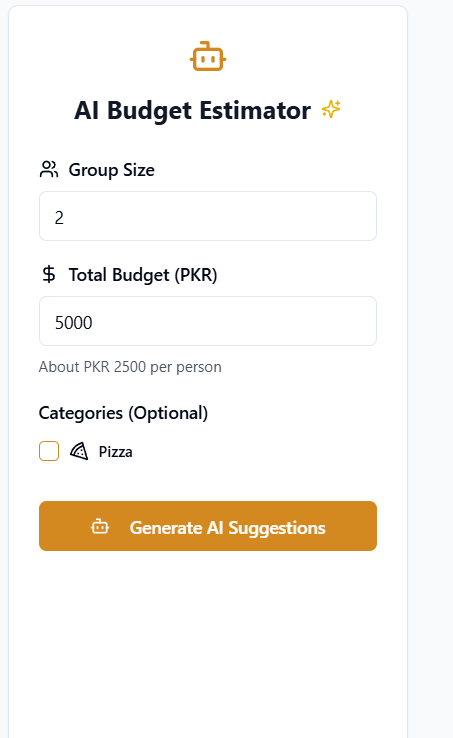 AI Budget Estimator
Group Size
2
Total Budget (PKR)
5000
About PKR 2500 per person
Categories (Optional)
Pizza
Generate AI Suggestions